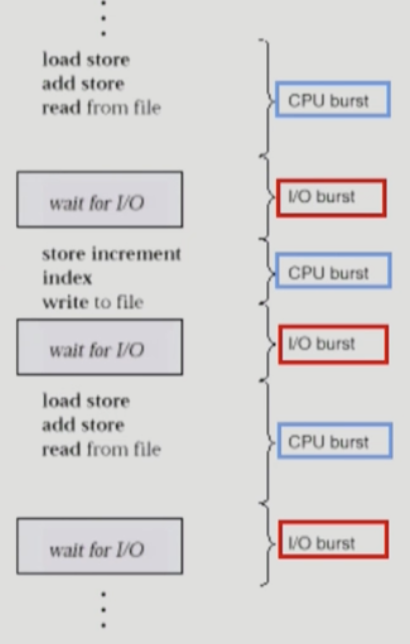 load store
add store
read from file
CPU burst
wait for I/O
I/O burst
store increment
index
write to file
CPU burst
wait for I/O
I/O burst
load store
add store
read from file
CPU burst
wait for I/O
I/O burst